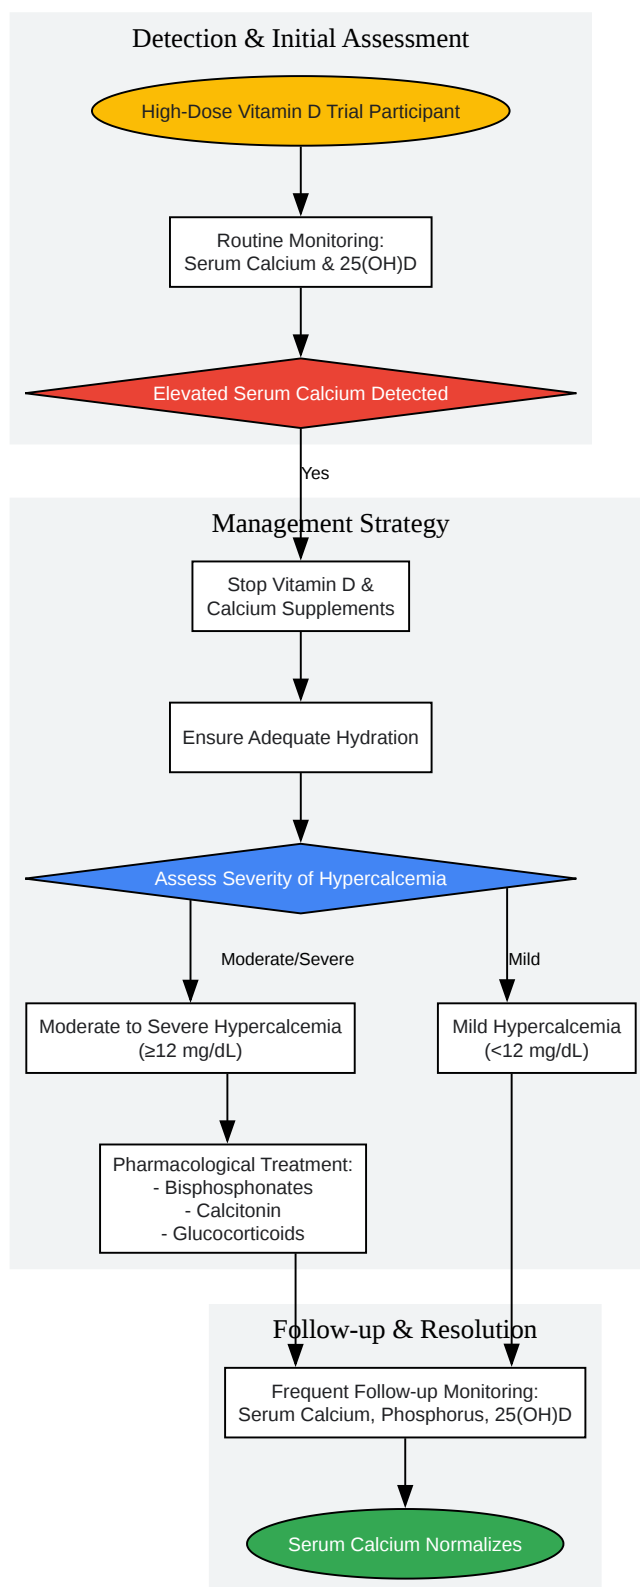 Detection & Initial Assessment
High-Dose Vitamin D Trial Participant
Routine Monitoring:
Serum Calcium & 25(OH)D
Elevated Serum Calcium Detected
Yes
Management Strategy
Stop Vitamin D &
Calcium Supplements
Ensure Adequate Hydration
Assess Severity of Hypercalcemia
Moderate/Severe
Mild
Moderate to Severe Hypercalcemia
(≥12 mg/dL)
Mild Hypercalcemia
(<12 mg/dL)
Pharmacological Treatment:
- Bisphosphonates
- Calcitonin
- Glucocorticoids
Follow-up & Resolution
Frequent Follow-up Monitoring:
Serum Calcium, Phosphorus, 25(OH)D
Serum Calcium Normalizes